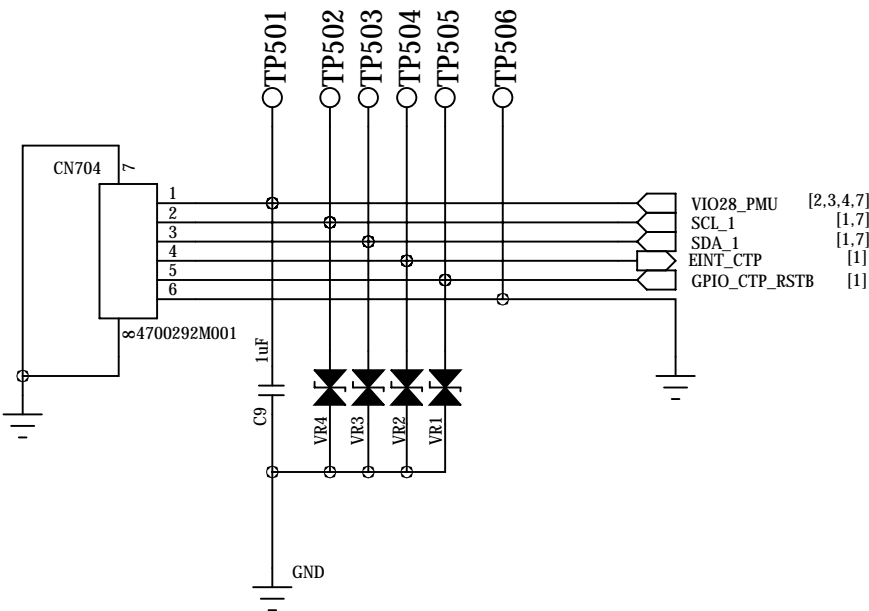 TP501
TP502
TP503
TP504
TP505
TP506
CN704
7
1
2
3
4
5
6
VIO28_PMU [2,3,4,7]
SCL_1 [1,7]
SDA_1 [1,7]
EINT_CTP [1]
GPIO_CTP_RSTB [1]
8
4700292M001
1uF
C9
VR4
VR3
VR2
VR1
GND